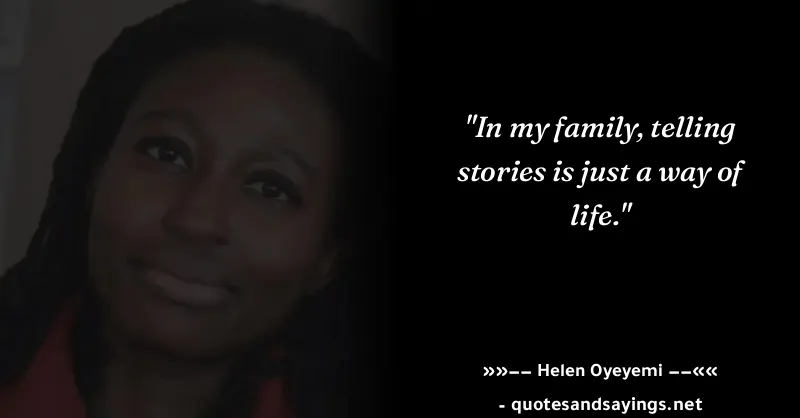 "In my family, telling
stories is just a way of
life."
»»−− Helen Oyeyemi −−««
- quotesandsayings.net